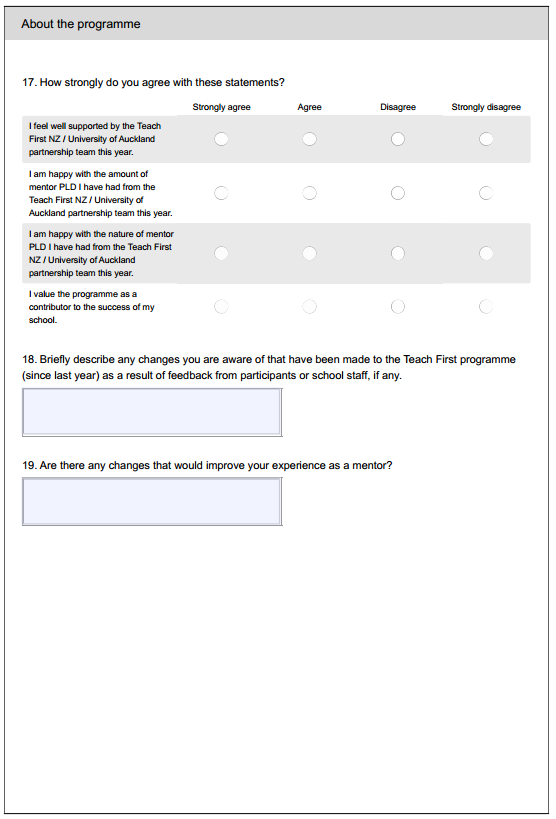 About the programme
17. How strongly do you agree with these statements?
Strongly agree Agree Disagree Strongly disagree
I feel well supported by the Teach
First NZ / University of Auckland
partnership team this year.
I am happy with the amount of
mentor PLD I have had from the
Teach First NZ / University of
Auckland partnership team this year.
I am happy with the nature of mentor
PLD I have had from the Teach First
NZ / University of Auckland
partnership team this year.
I value the programme as a
contributor to the success of my
school.
18. Briefly describe any changes you are aware of that have been made to the Teach First programme
(since last year) as a result of feedback from participants or school staff, if any.
19. Are there any changes that would improve your experience as a mentor?